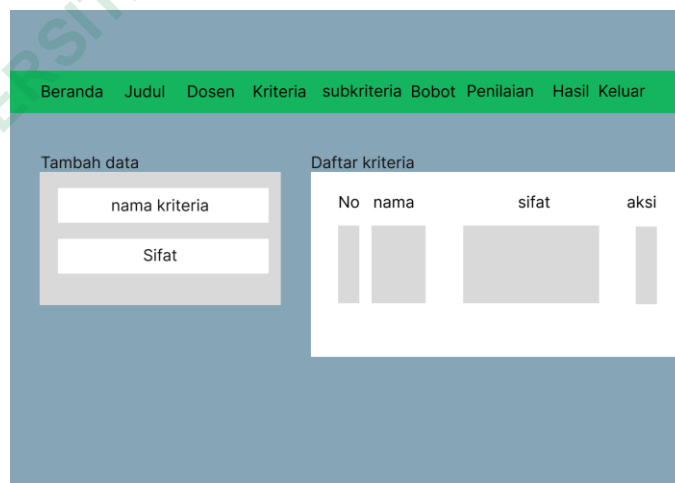 Beranda Judul Dosen Kriteria subkriteria Bobot Penilaian Hasil Keluar
Tambah data
nama kriteria
Sifat
Daftar kriteria
No nama sifat aksi